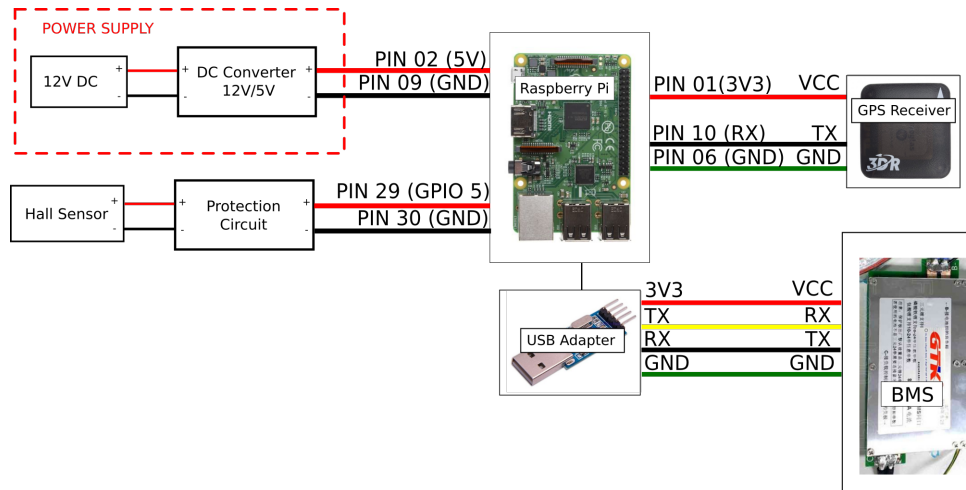 POWER SUPPLY
12V DC
+
-
+
-
DC Converter
12V/5V
+
-
PIN 02 (5V)
PIN 09 (GND)
Raspberry Pi
HDMI
PIN 01(3V3) VCC
PIN 10 (RX) TX
PIN 06 (GND) GND
GPS Receiver
3DR
Hall Sensor
+
-
+
-
Protection
Circuit
+
-
PIN 29 (GPIO 5)
PIN 30 (GND)
USB Adapter
3V3 VCC
TX RX
RX TX
GND GND
GTK
BMS